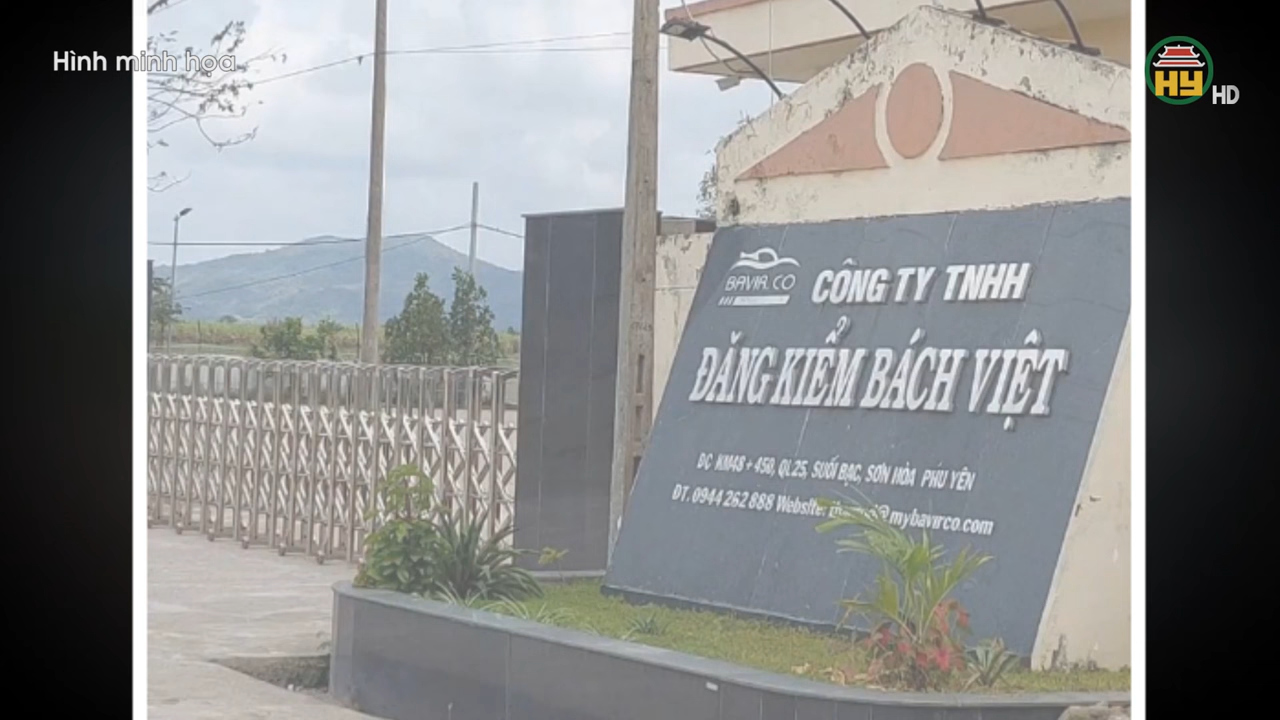 Hình minh họa
HY HD
BAVIA.CO
CÔNG TY TNHH
ĐĂNG KIỂM BÁCH VIỆT
ĐC KM48+450, QL25, SUỐI BẠC, SƠN HÒA PHÚ YÊN
ĐT. 0944 262 888 Website: @mybavirco.com